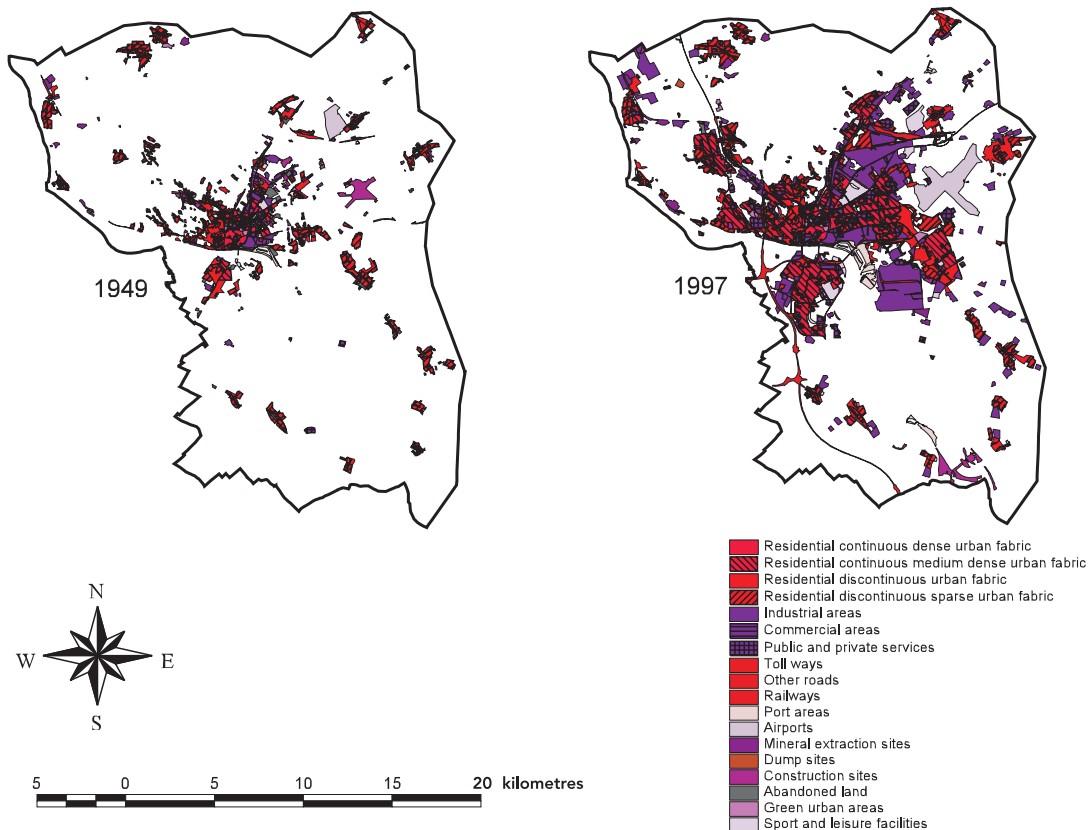 1949
1997
Residential continuous dense urban fabric
Residential continuous medium dense urban fabric
Residential discontinuous urban fabric
Residential discontinuous sparse urban fabric
Industrial areas
Commercial areas
Public and private services
Toll ways
Other roads
Railways
Port areas
Airports
Mineral extraction sites
Dump sites
Construction sites
Abandoned land
Green urban areas
Sport and leisure facilities
N
W E
S
5 0 5 10 15 20 kilometres